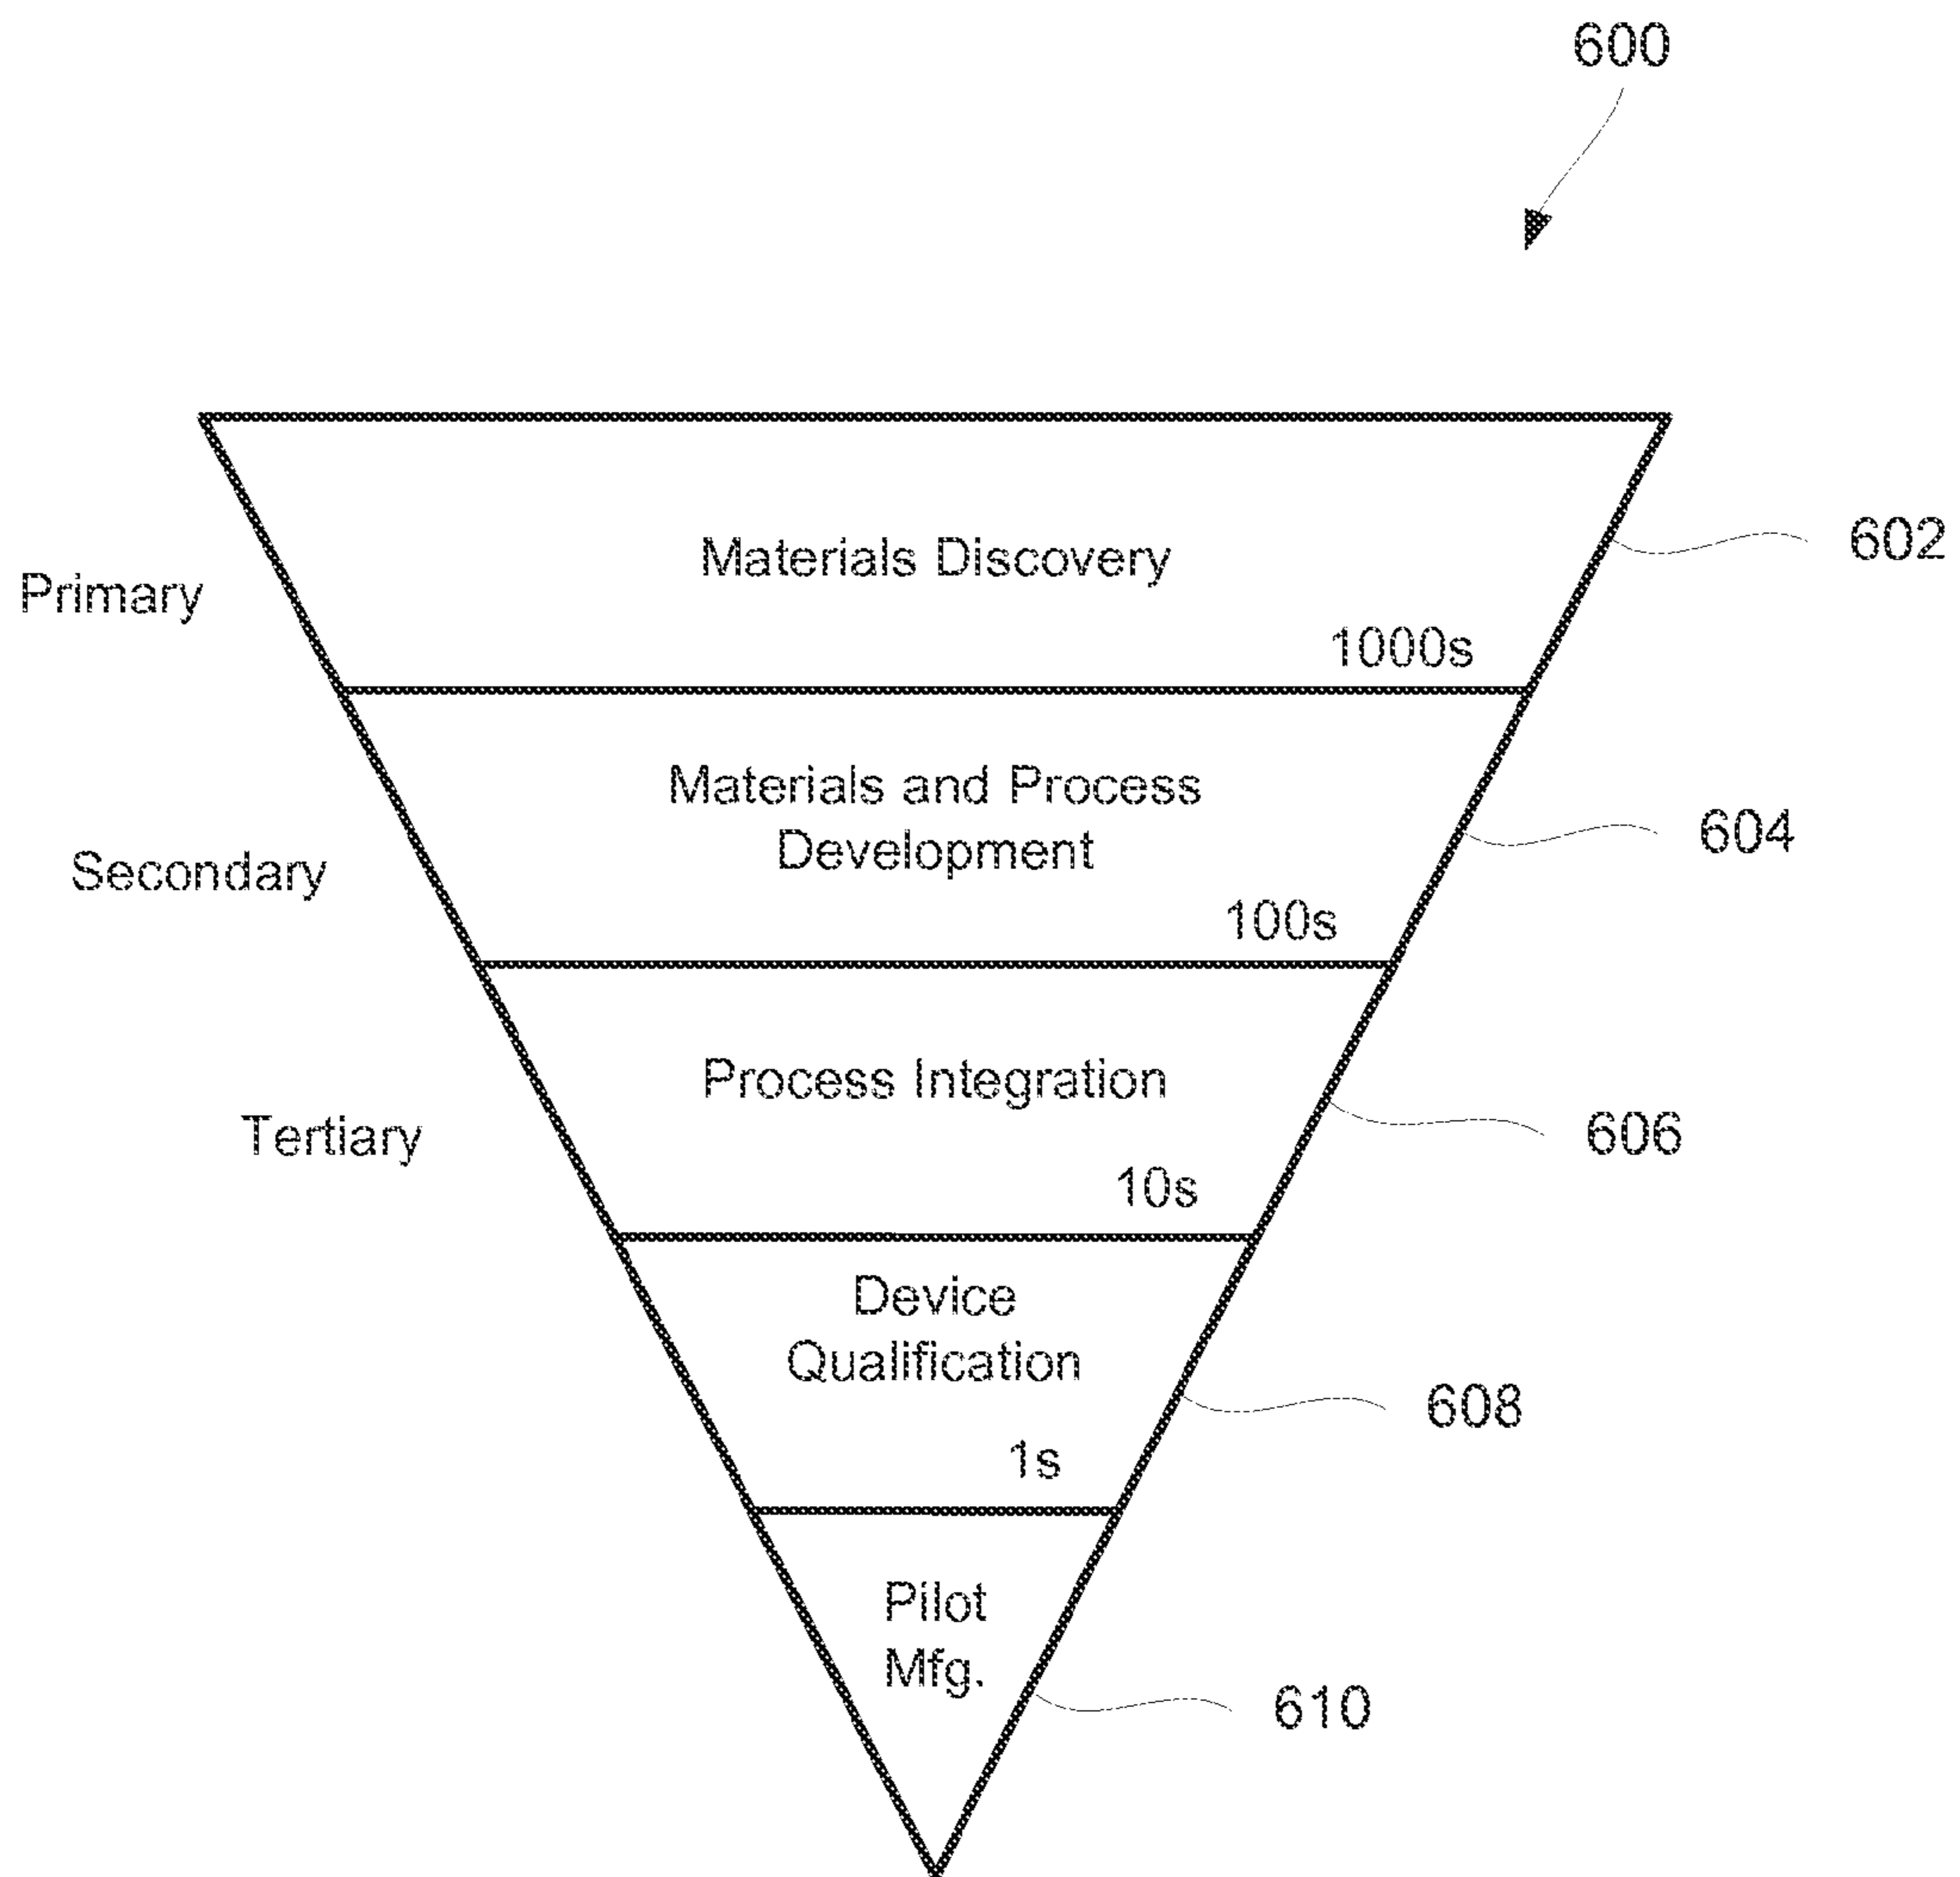 600
Materials Discovery
602
Primary
1000s
Materials and Process
Development
604
Secondary
100s
Process Integration
606
Tertiary
10s
Device
Qualification
608
1s
Pilot
Mfg.
610